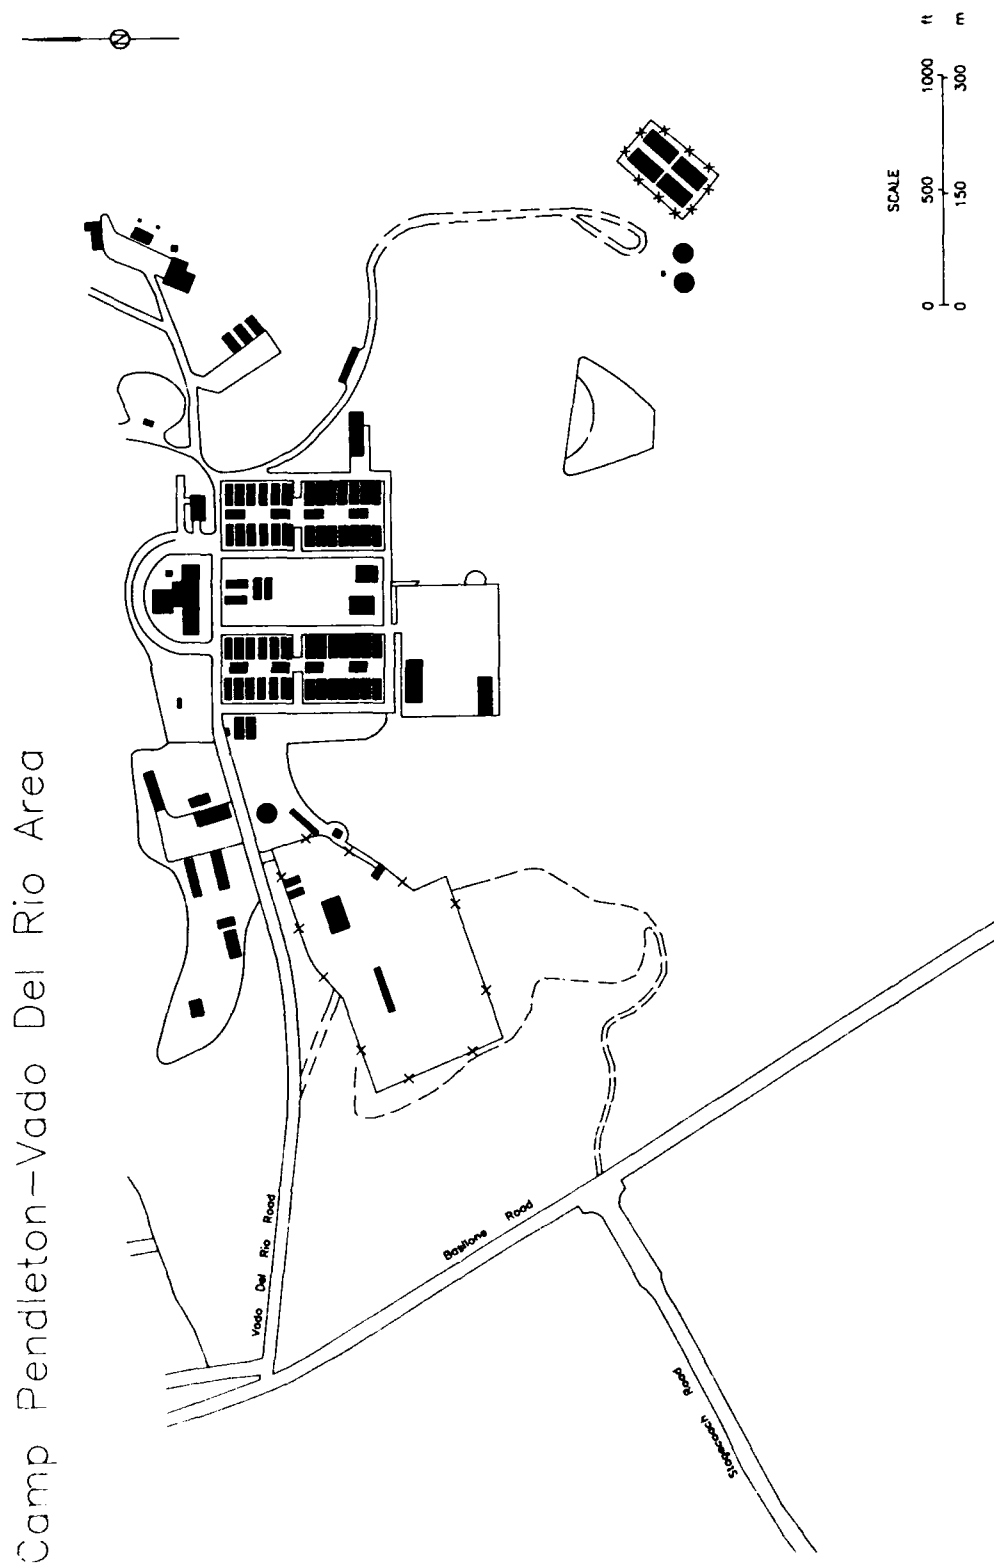 Camp Pendleton-Vado Del Rio Area
N
Vado Del Rio Road
Basilone Road
Stagecoach Road
SCALE
0 500 1000 ft
0 150 300 m